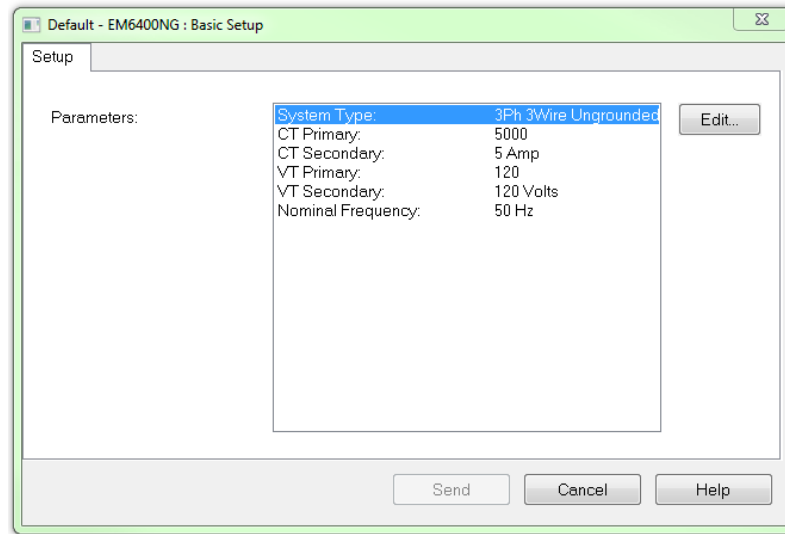 Default - EM6400NG : Basic Setup
Setup
Parameters:
System Type: 3Ph 3Wire Ungrounded
CT Primary: 5000
CT Secondary: 5 Amp
VT Primary: 120
VT Secondary: 120 Volts
Nominal Frequency: 50 Hz
Edit...
Send Cancel Help